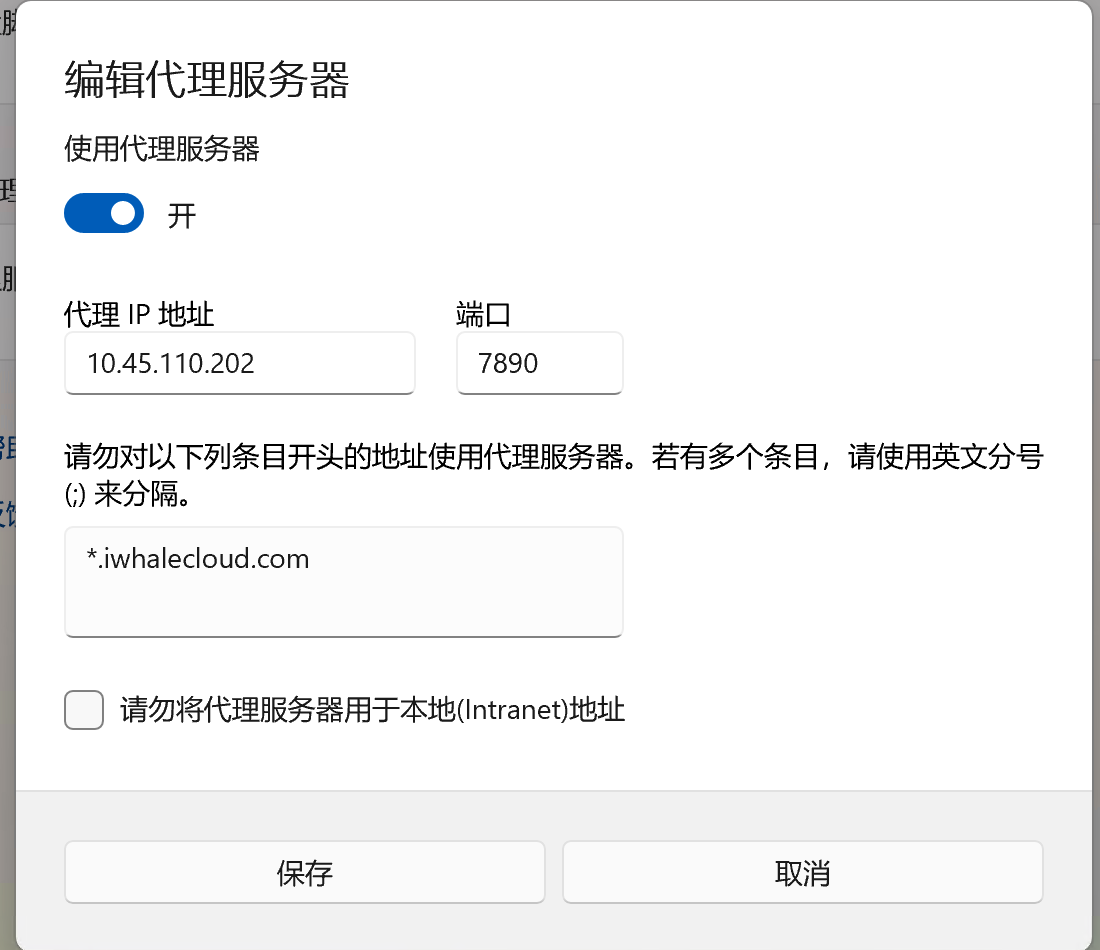 编辑代理服务器
使用代理服务器
开
代理 IP 地址
端口
10.45.110.202
7890
请勿对以下列条目开头的地址使用代理服务器。若有多个条目，请使用英文分号
(;) 来分隔。
*.iwhalecloud.com
请勿将代理服务器用于本地(Intranet)地址
保存
取消